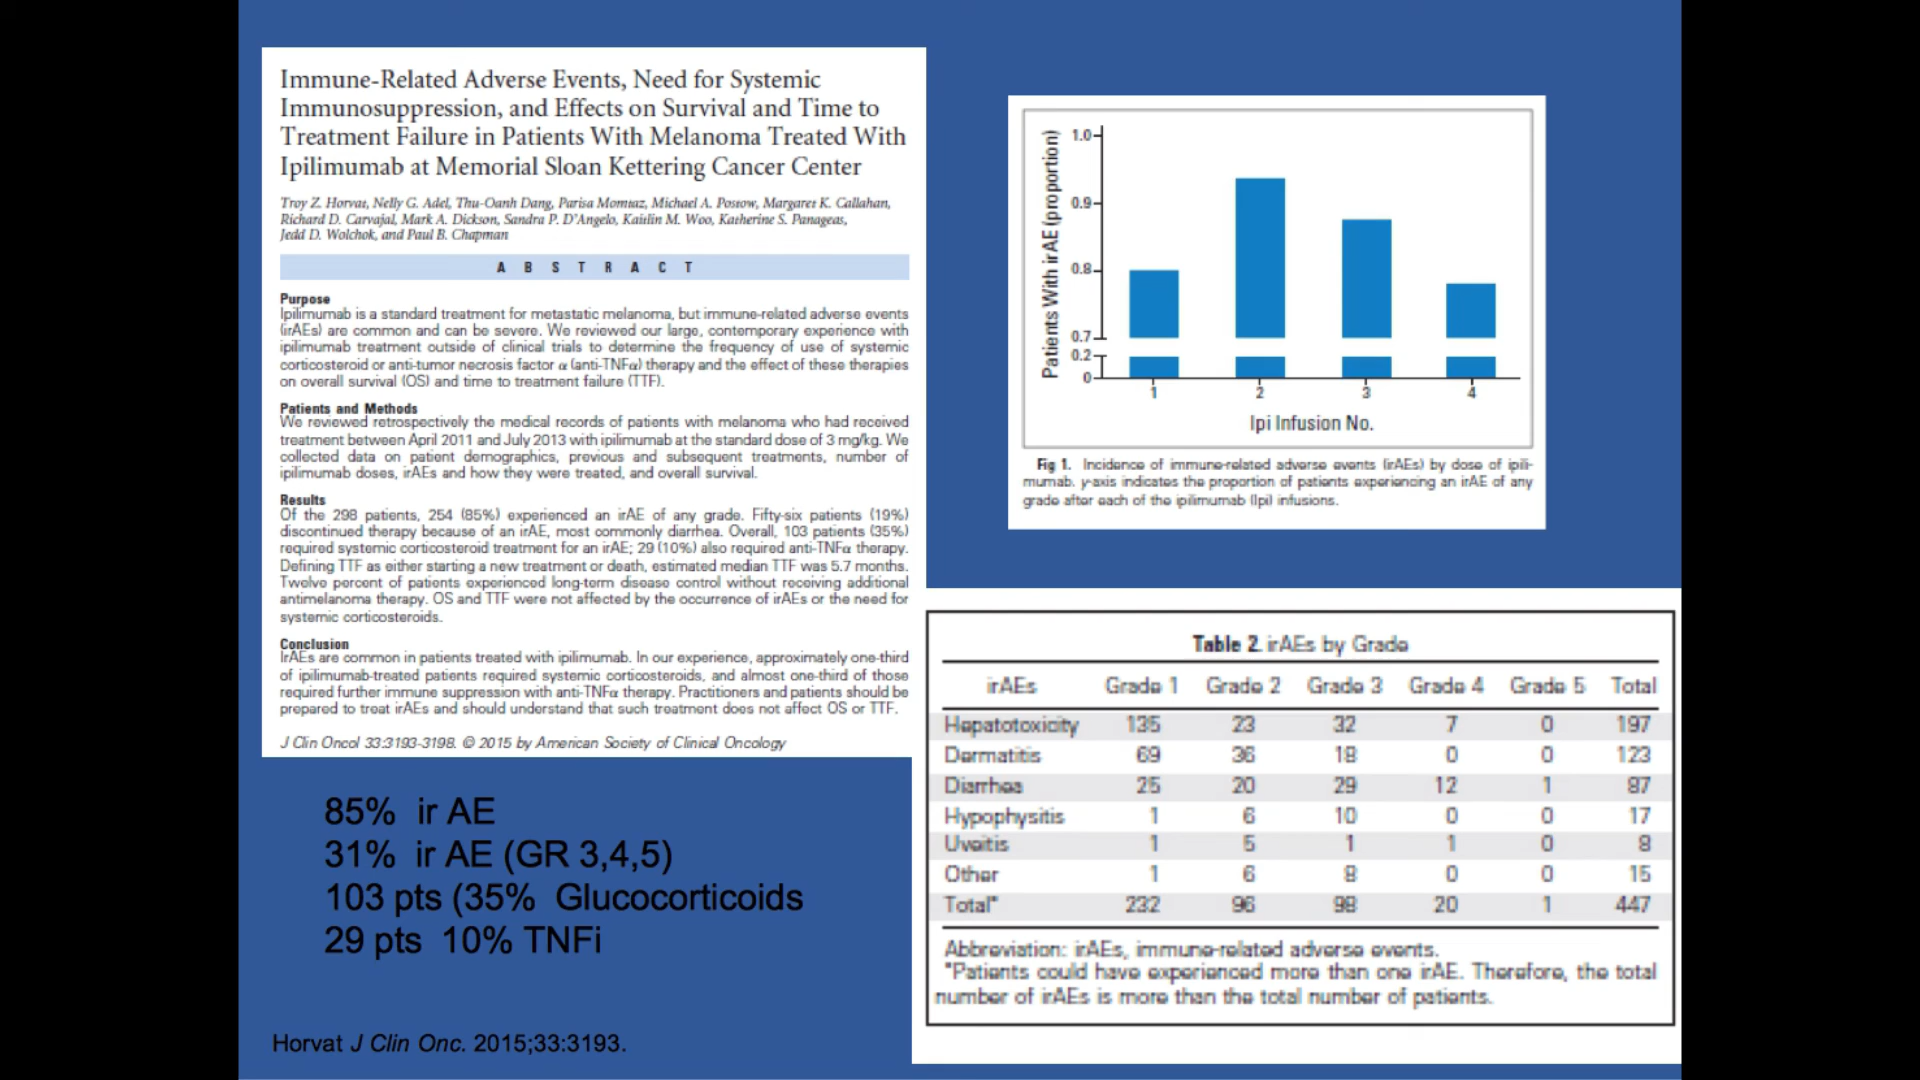 Immune-Related Adverse Events, Need for Systemic
Immunosuppression, and Effects on Survival and Time to
Treatment Failure in Patients With Melanoma Treated With
Ipilimumab at Memorial Sloan Kettering Cancer Center
Troy Z. Horvat, Nelly G. Adel, Thu-Oanh Dang, Parisa Momtaz, Michael A. Postow, Margaret K. Callahan,
Richard D. Carvajal, Mark A. Dickson, Sandra P. D'Angelo, Kaitlin M. Woo, Katherine S. Panageas,
Jedd D. Wolchok, and Paul B. Chapman
A B S T R A C T
Purpose
Ipilimumab is a standard treatment for metastatic melanoma, but immune-related adverse events
(irAEs) are common and can be severe. We reviewed our large, contemporary experience with
ipilimumab treatment outside of clinical trials to determine the frequency of use of systemic
corticosteroid or anti-tumor necrosis factor α (anti-TNFα) therapy and the effect of these therapies
on overall survival (OS) and time to treatment failure (TTF).
Patients and Methods
We reviewed retrospectively the medical records of patients with melanoma who had received
treatment between April 2011 and July 2013 with ipilimumab at the standard dose of 3 mg/kg. We
collected data on patient demographics, previous and subsequent treatments, number of
ipilimumab doses, irAEs and how they were treated, and overall survival.
Results
Of the 298 patients, 254 (85%) experienced an irAE of any grade. Fifty-six patients (19%)
discontinued therapy because of an irAE, most commonly diarrhea. Overall, 103 patients (35%)
required systemic corticosteroid treatment for an irAE; 29 (10%) also required anti-TNFα therapy.
Defining TTF as either starting a new treatment or death, estimated median TTF was 5.7 months.
Twelve percent of patients experienced long-term disease control without receiving additional
antimelanoma therapy. OS and TTF were not affected by the occurrence of irAEs or the need for
systemic corticosteroids.
Conclusion
IrAEs are common in patients treated with ipilimumab. In our experience, approximately one-third
of ipilimumab-treated patients required systemic corticosteroids, and almost one-third of those
required further immune suppression with anti-TNFα therapy. Practitioners and patients should be
prepared to treat irAEs and should understand that such treatment does not affect OS or TTF.
J Clin Oncol 33:3193-3198. © 2015 by American Society of Clinical Oncology
85% ir AE
31% ir AE (GR 3,4,5)
103 pts (35% Glucocorticoids
29 pts 10% TNFi
Horvat J Clin Onc. 2015;33:3193.
Patients With irAE (proportion)
1.0
0.9
0.8
0.7
0.2
0
1 2 3 4
Ipi Infusion No.
Fig 1. Incidence of immune-related adverse events (irAEs) by dose of ipili-
mumab. y-axis indicates the proportion of patients experiencing an irAE of any
grade after each of the ipilimumab (Ipi) infusions.
Table 2. irAEs by Grade
irAEs Grade 1 Grade 2 Grade 3 Grade 4 Grade 5 Total
Hepatotoxicity 135 23 32 7 0 197
Dermatitis 69 36 18 0 0 123
Diarrhea 25 20 29 12 1 87
Hypophysitis 1 6 10 0 0 17
Uveitis 1 5 1 1 0 8
Other 1 6 8 0 0 15
Total* 232 96 98 20 1 447
Abbreviation: irAEs, immune-related adverse events.
*Patients could have experienced more than one irAE. Therefore, the total
number of irAEs is more than the total number of patients.